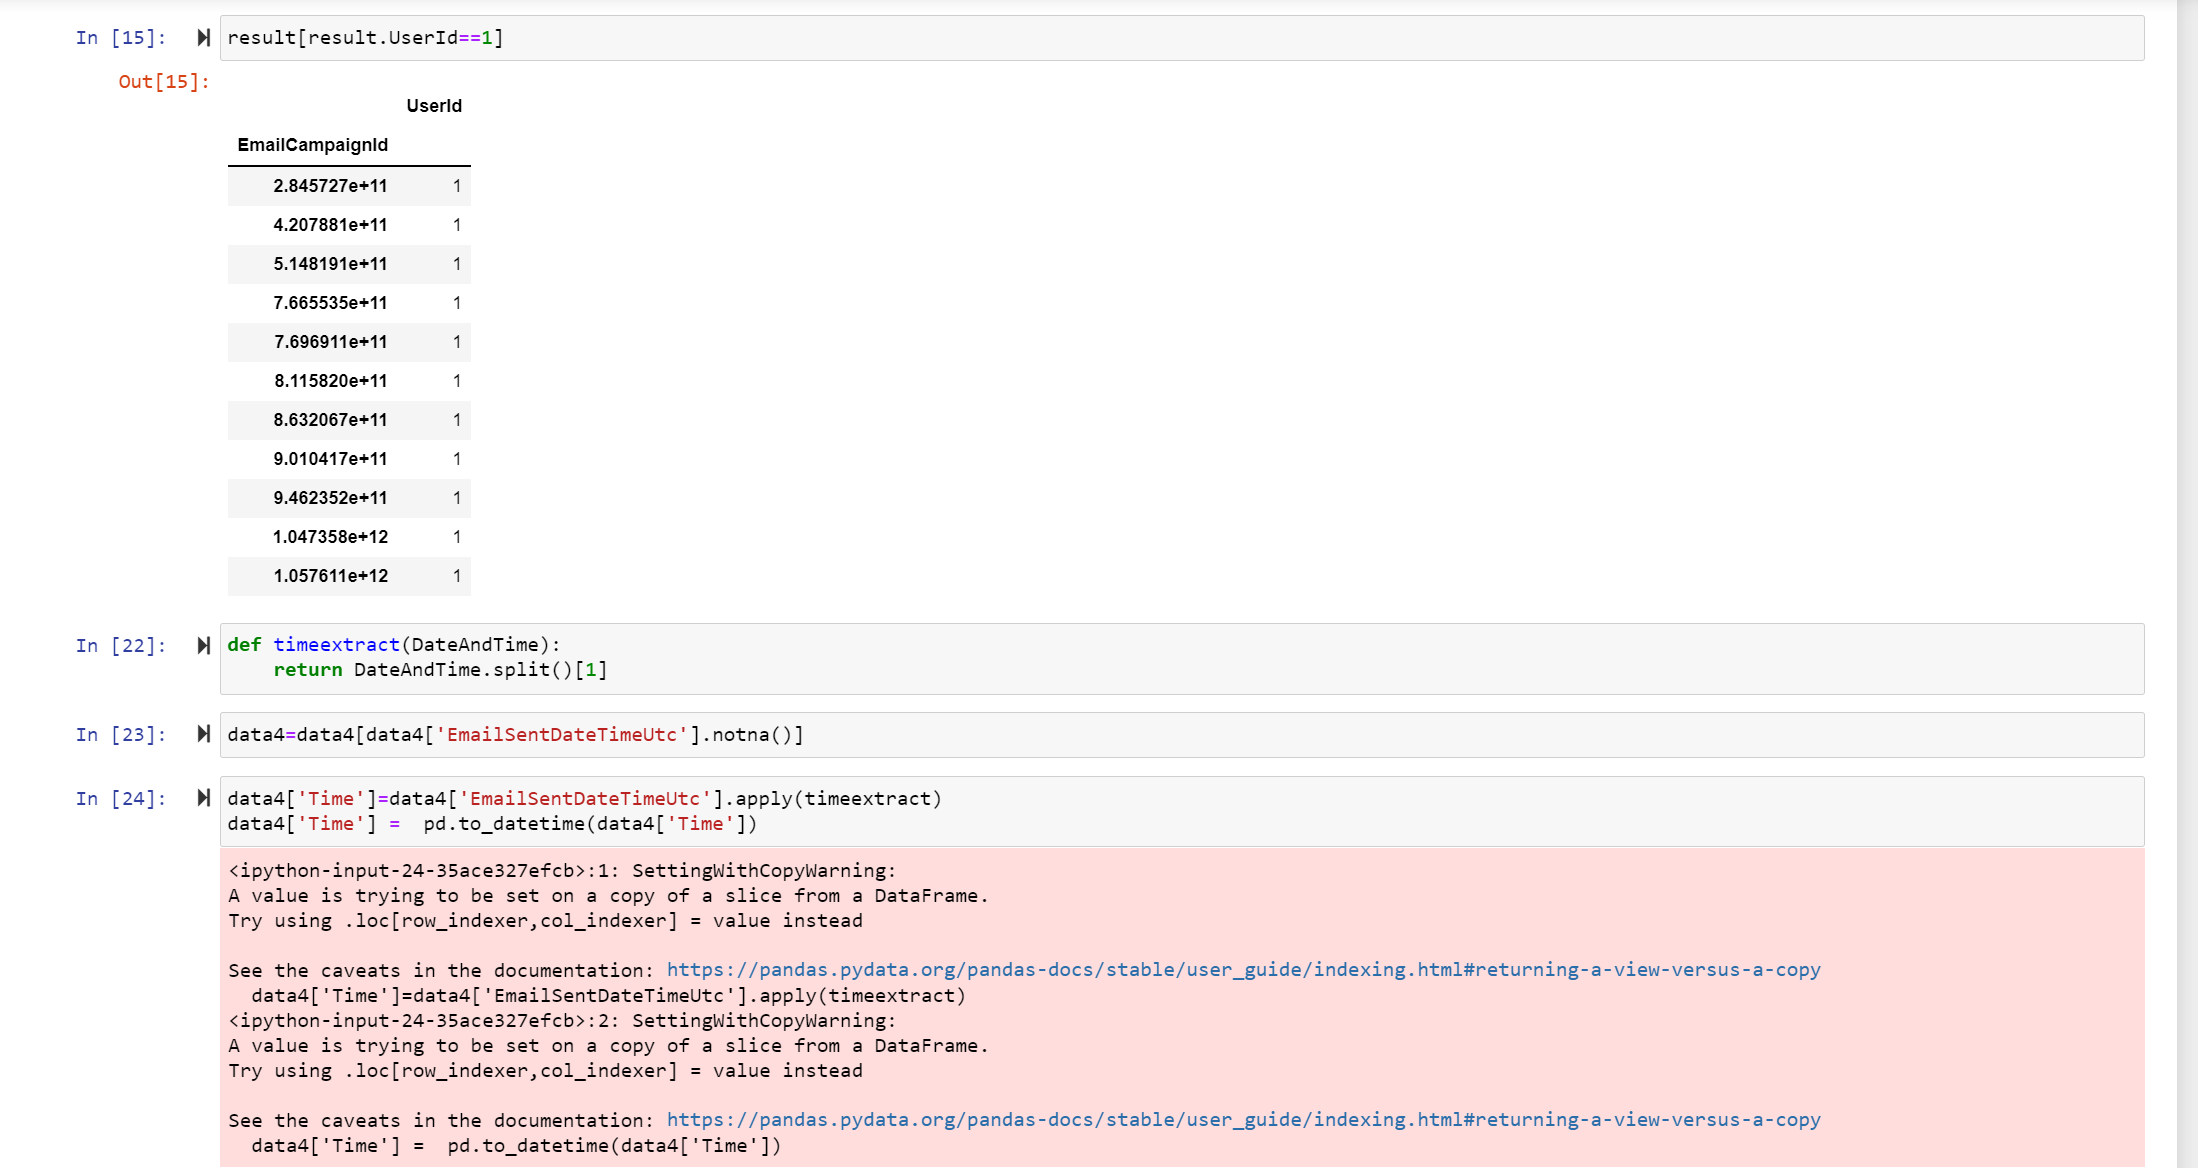 In [15]: result[result.UserId==1]
Out[15]:
UserId
EmailCampaignId
2.845727e+11 1
4.207881e+11 1
5.148191e+11 1
7.665535e+11 1
7.696911e+11 1
8.115820e+11 1
8.632067e+11 1
9.010417e+11 1
9.462352e+11 1
1.047358e+12 1
1.057611e+12 1
In [22]: def timeextract(DateAndTime):
return DateAndTime.split()[1]
In [23]: data4=data4[data4['EmailSentDateTimeUtc'].notna()]
In [24]: data4['Time']=data4['EmailSentDateTimeUtc'].apply(timeextract)
data4['Time'] =  pd.to_datetime(data4['Time'])
<ipython-input-24-35ace327efcb>:1: SettingWithCopyWarning:
A value is trying to be set on a copy of a slice from a DataFrame.
Try using .loc[row_indexer,col_indexer] = value instead
See the caveats in the documentation: https://pandas.pydata.org/pandas-docs/stable/user_guide/indexing.html#returning-a-view-versus-a-copy
data4['Time']=data4['EmailSentDateTimeUtc'].apply(timeextract)
<ipython-input-24-35ace327efcb>:2: SettingWithCopyWarning:
A value is trying to be set on a copy of a slice from a DataFrame.
Try using .loc[row_indexer,col_indexer] = value instead
See the caveats in the documentation: https://pandas.pydata.org/pandas-docs/stable/user_guide/indexing.html#returning-a-view-versus-a-copy
data4['Time'] =  pd.to_datetime(data4['Time'])